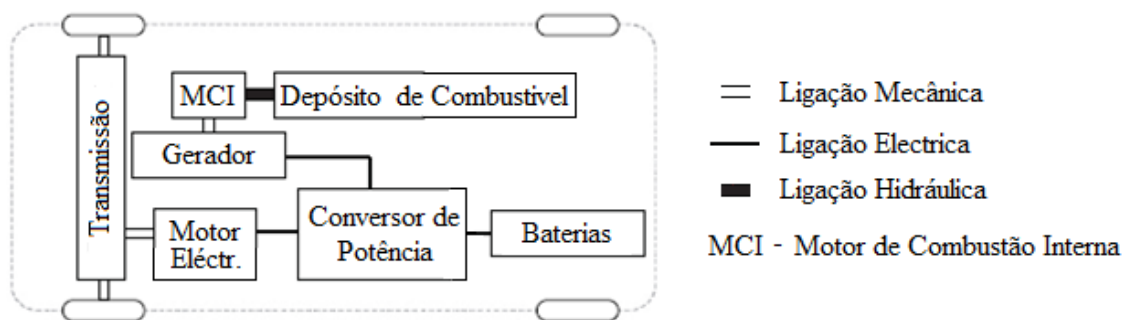 Transmissão
MCI
Depósito de Combustível
Gerador
Motor
Eléctr.
Conversor de
Potência
Baterias
Ligação Mecânica
Ligação Electrica
Ligação Hidráulica
MCI - Motor de Combustão Interna